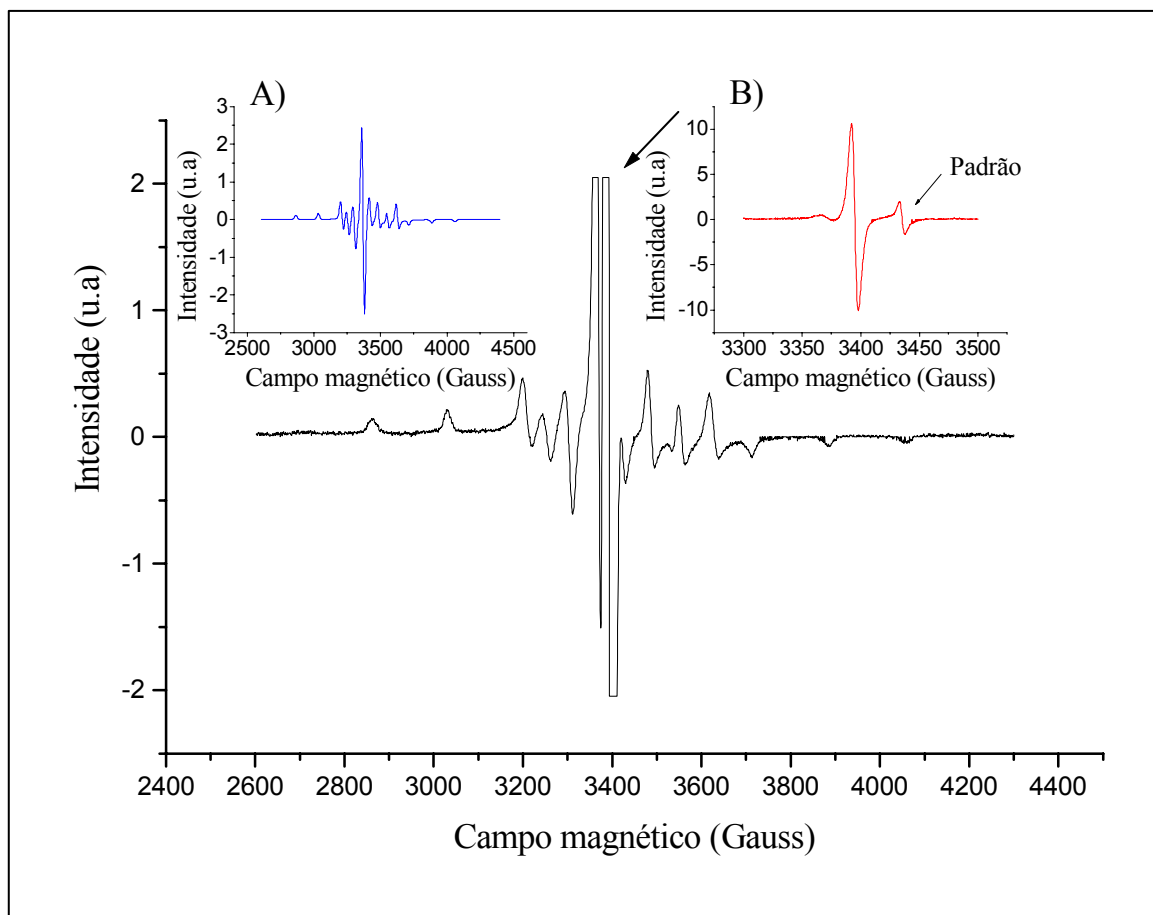 A)
B)
3
2
1
0
-1
-2
-3
2500 3000 3500 4000 4500
Intensidade (u.a)
Campo magnético (Gauss)
10
5
0
-5
-10
3300 3350 3400 3450 3500
Intensidade (u.a)
Campo magnético (Gauss)
Padrão
2
1
0
-1
-2
Intensidade (u.a)
2400 2600 2800 3000 3200 3400 3600 3800 4000 4200 4400
Campo magnético (Gauss)